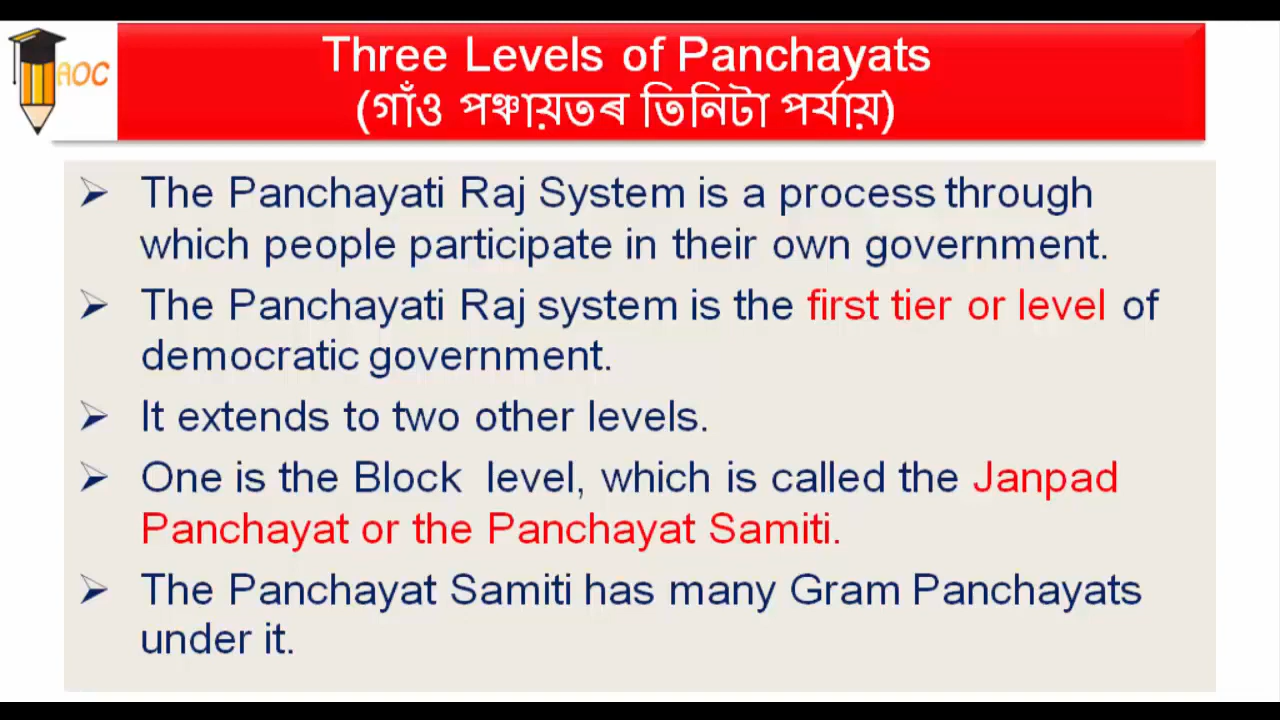 AOC
Three Levels of Panchayats
(গাঁও পঞ্চায়তৰ তিনিটা পৰ্যায়)
The Panchayati Raj System is a process through
which people participate in their own government.
The Panchayati Raj system is the first tier or level of
democratic government.
It extends to two other levels.
One is the Block level, which is called the Janpad
Panchayat or the Panchayat Samiti.
The Panchayat Samiti has many Gram Panchayats
under it.